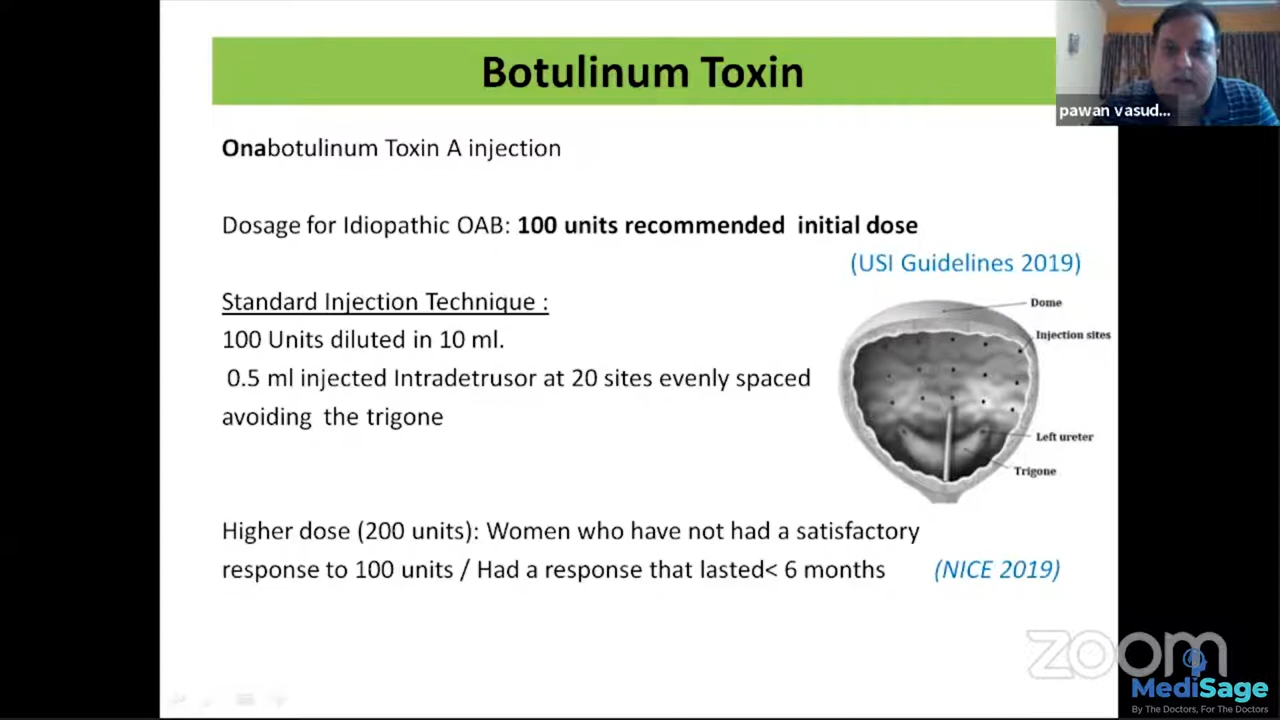 Botulinum Toxin
pawan vasud...
Onabotulinum Toxin A injection
Dosage for Idiopathic OAB: 100 units recommended initial dose
(USI Guidelines 2019)
Standard Injection Technique :
100 Units diluted in 10 ml.
0.5 ml injected Intradetrusor at 20 sites evenly spaced
avoiding the trigone
Dome
Injection sites
Left ureter
Trigone
Higher dose (200 units): Women who have not had a satisfactory
response to 100 units / Had a response that lasted< 6 months
(NICE 2019)
zoom
MediSage
By The Doctors, For The Doctors